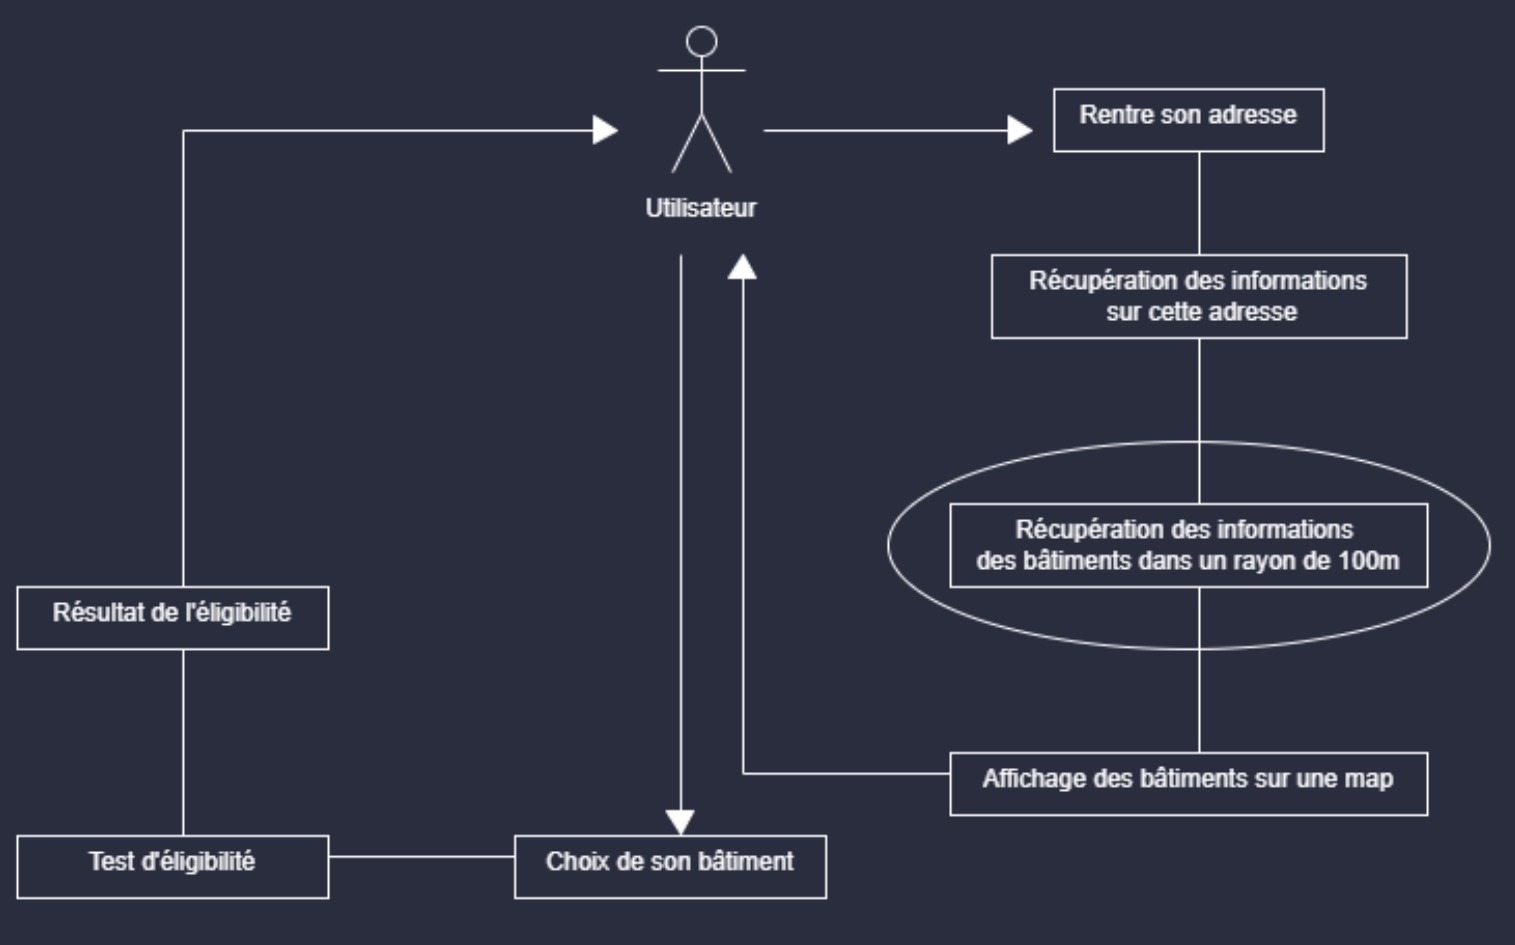 Rentre son adresse
Utilisateur
Récupération des informations
sur cette adresse
Récupération des informations
des bâtiments dans un rayon de 100m
Résultat de l'éligibilité
Affichage des bâtiments sur une map
Test d'éligibilité
Choix de son bâtiment